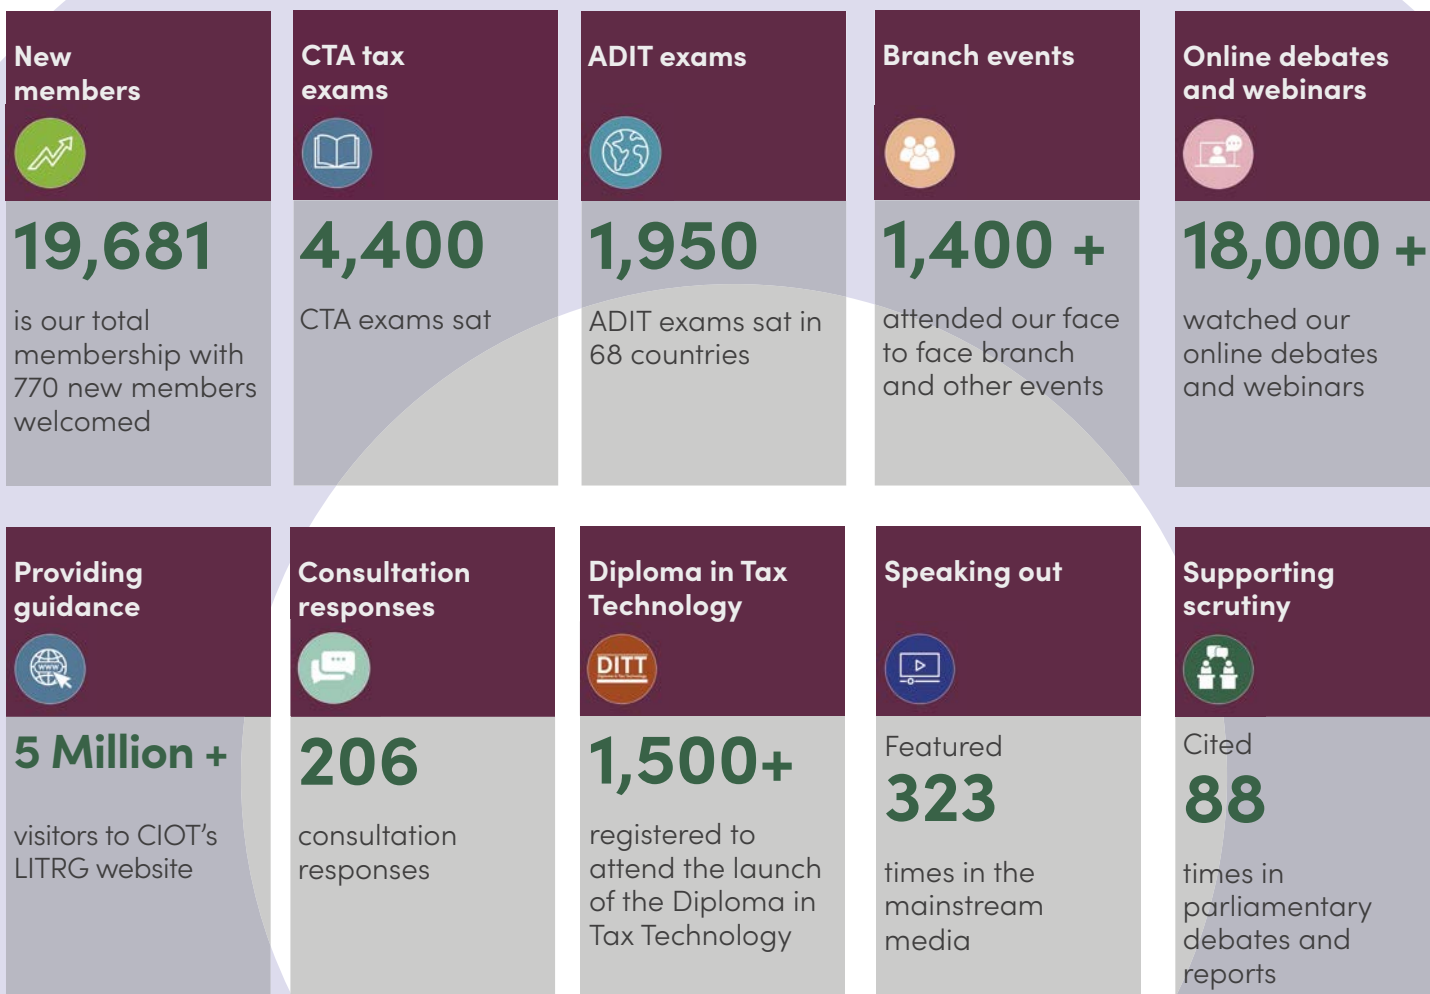 New
members
19,681
is our total
membership with
770 new members
welcomed
CTA tax
exams
4,400
CTA exams sat
ADIT exams
1,950
ADIT exams sat in
68 countries
Branch events
1,400 +
attended our face
to face branch
and other events
Online debates
and webinars
18,000 +
watched our
online debates
and webinars
Providing
guidance
www
5 Million +
visitors to CIOT's
LITRG website
Consultation
responses
206
consultation
responses
Diploma in Tax
Technology
DITT
Diploma in Tax Technology
1,500+
registered to
attend the launch
of the Diploma in
Tax Technology
Speaking out
Featured
323
times in the
mainstream
media
Supporting
scrutiny
Cited
88
times in
parliamentary
debates and
reports